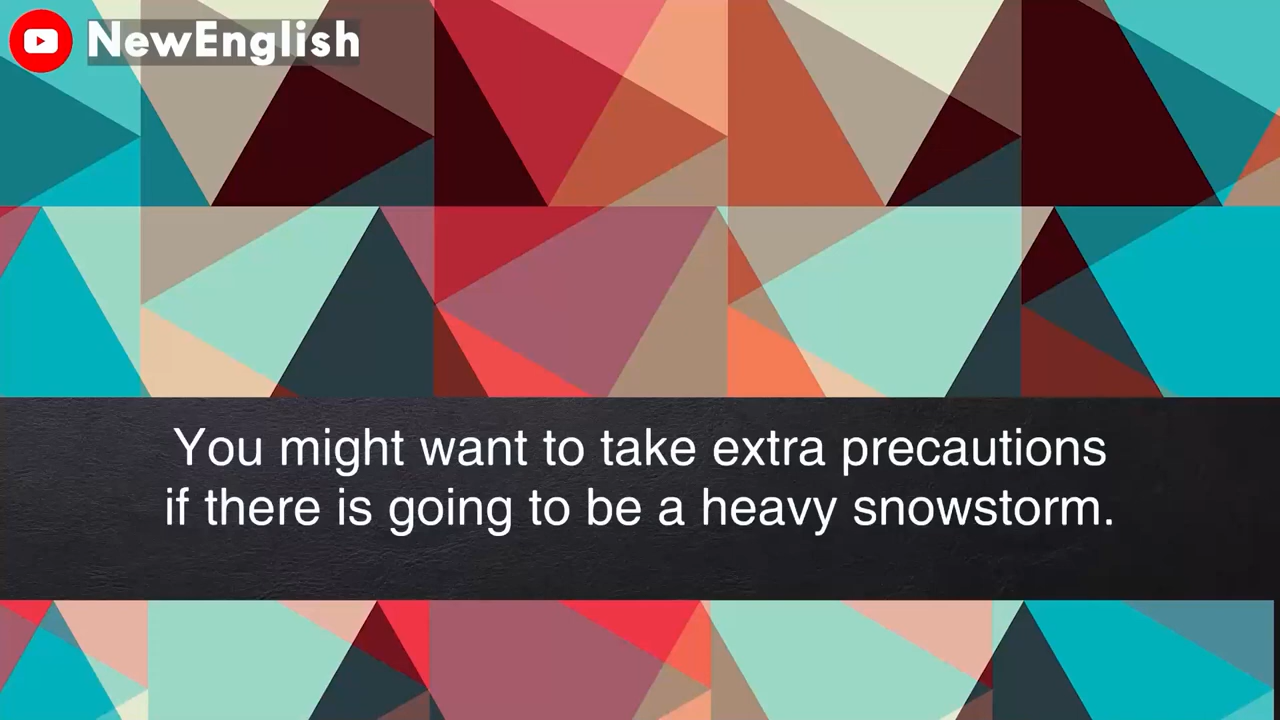 NewEnglish
You might want to take extra precautions
if there is going to be a heavy snowstorm.